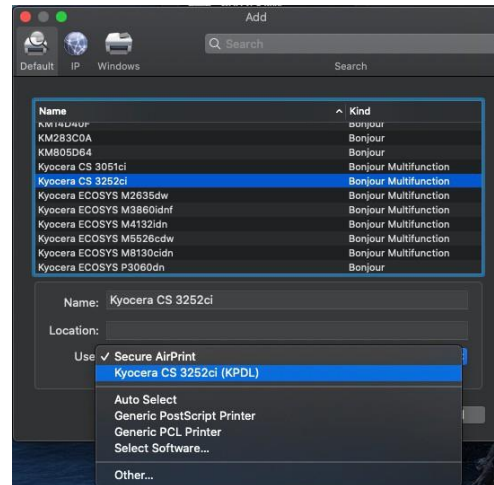 Add
Search
Default IP Windows Search
Name Kind
KM14D40F Bonjour
KM283C0A Bonjour
KM805D64 Bonjour
Kyocera CS 3051ci Bonjour Multifunction
Kyocera CS 3252ci Bonjour Multifunction
Kyocera ECOSYS M2635dw Bonjour Multifunction
Kyocera ECOSYS M3860idnf Bonjour Multifunction
Kyocera ECOSYS M4132idn Bonjour Multifunction
Kyocera ECOSYS M5526cdw Bonjour Multifunction
Kyocera ECOSYS M8130cidn Bonjour Multifunction
Kyocera ECOSYS P3060dn Bonjour
Name: Kyocera CS 3252ci
Location:
Use ✓ Secure AirPrint
Kyocera CS 3252ci (KPDL)
Auto Select
Generic PostScript Printer
Generic PCL Printer
Select Software...
Other...